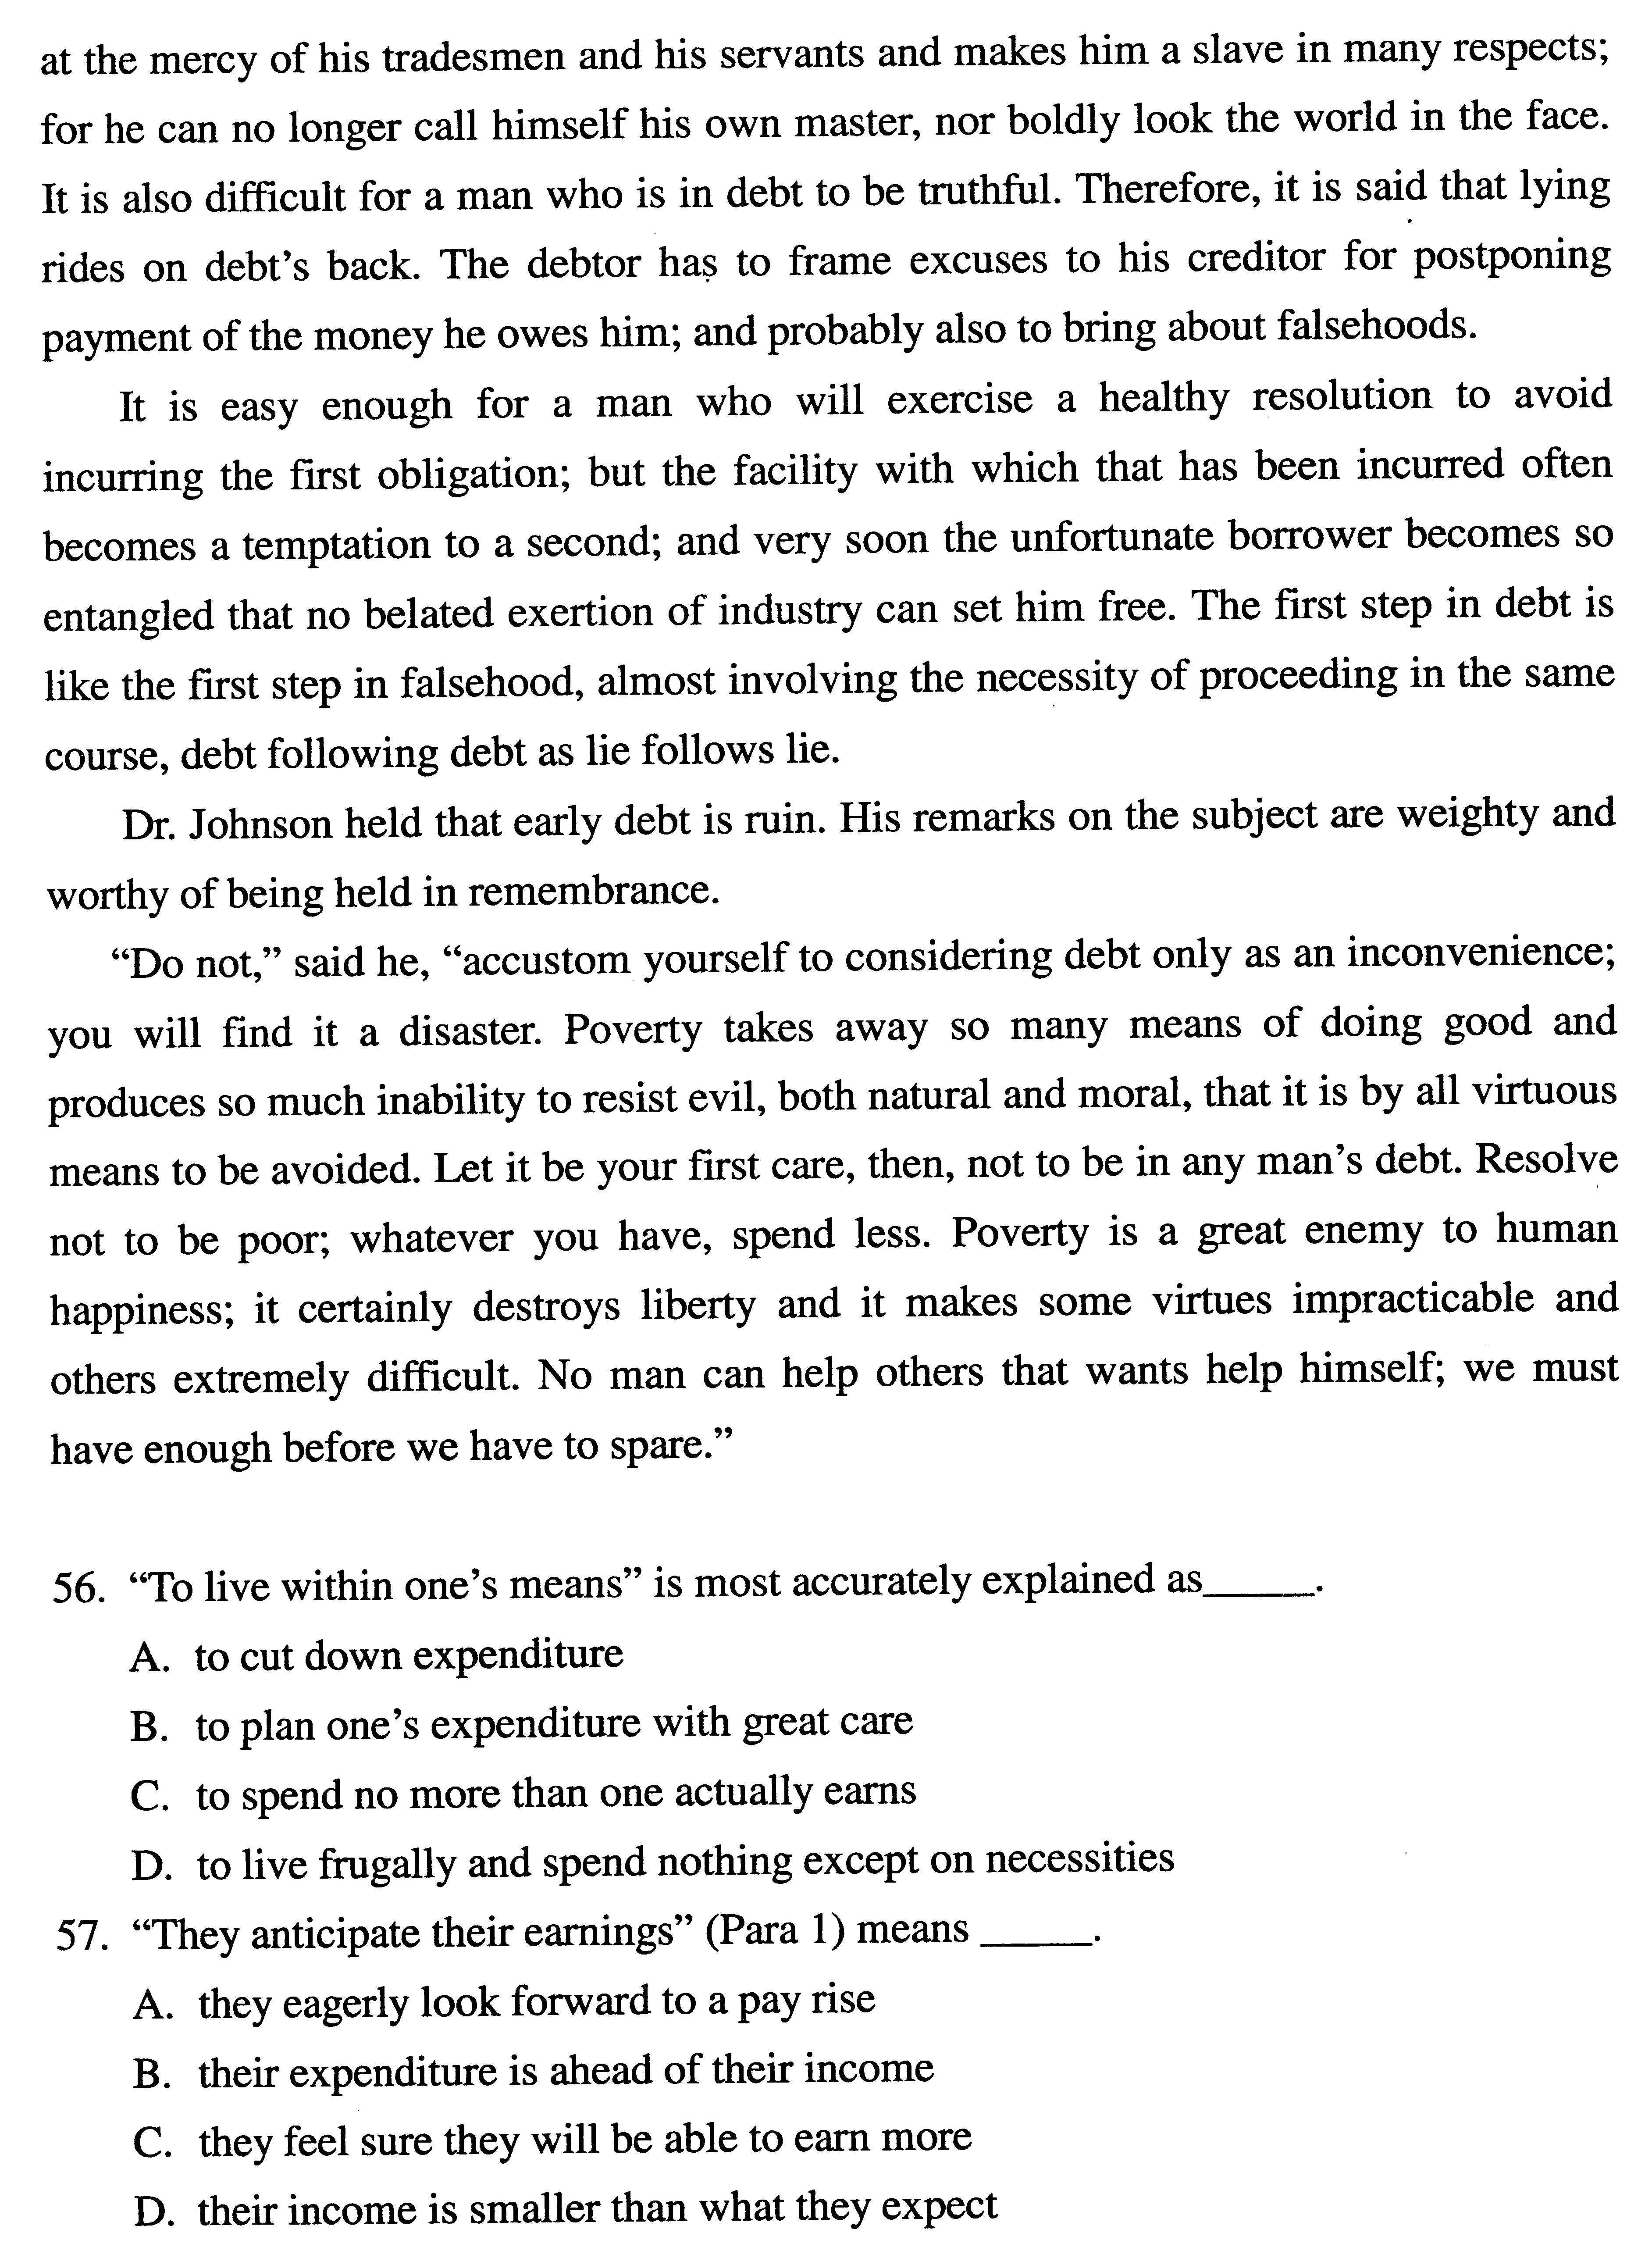 at the mercy of his tradesmen and his servants and makes him a slave in many respects;
for he can no longer call himself his own master, nor boldly look the world in the face.
It is also difficult for a man who is in debt to be truthful. Therefore, it is said that lying
rides on debt's back. The debtor has to frame excuses to his creditor for postponing
payment of the money he owes him; and probably also to bring about falsehoods.
It is easy enough for a man who will exercise a healthy resolution to avoid
incurring the first obligation; but the facility with which that has been incurred often
becomes a temptation to a second; and very soon the unfortunate borrower becomes so
entangled that no belated exertion of industry can set him free. The first step in debt is
like the first step in falsehood, almost involving the necessity of proceeding in the same
course, debt following debt as lie follows lie.
Dr. Johnson held that early debt is ruin. His remarks on the subject are weighty and
worthy of being held in remembrance.
“Do not,” said he, “accustom yourself to considering debt only as an inconvenience;
you will find it a disaster. Poverty takes away so many means of doing good and
produces so much inability to resist evil, both natural and moral, that it is by all virtuous
means to be avoided. Let it be your first care, then, not to be in any man's debt. Resolve
not to be poor; whatever you have, spend less. Poverty is a great enemy to human
happiness; it certainly destroys liberty and it makes some virtues impracticable and
others extremely difficult. No man can help others that wants help himself; we must
have enough before we have to spare.”
56. “To live within one's means” is most accurately explained as_____.
A. to cut down expenditure
B. to plan one's expenditure with great care
C. to spend no more than one actually earns
D. to live frugally and spend nothing except on necessities
57. “They anticipate their earnings” (Para 1) means _____.
A. they eagerly look forward to a pay rise
B. their expenditure is ahead of their income
C. they feel sure they will be able to earn more
D. their income is smaller than what they expect